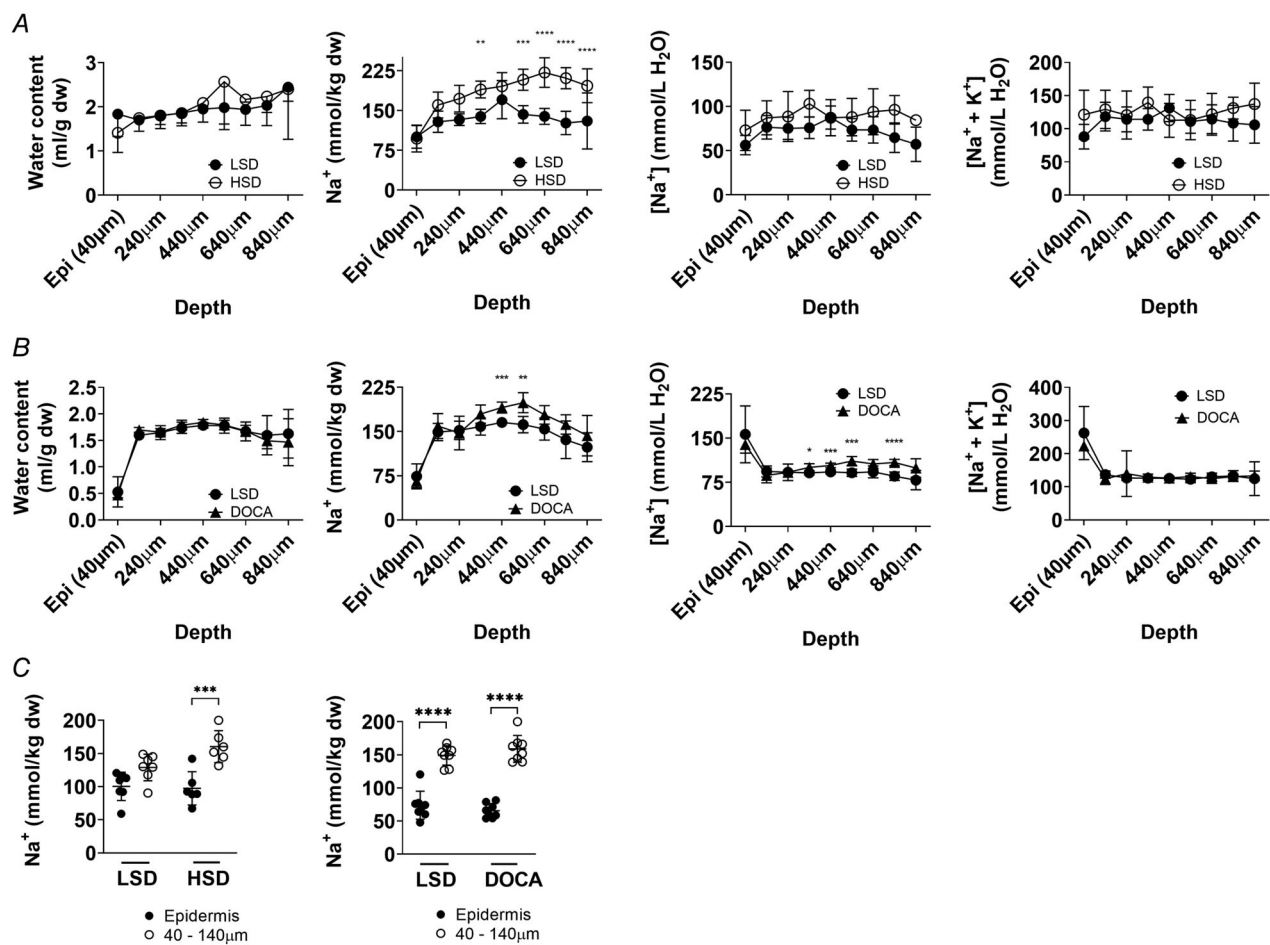 A
Water content
(ml/g dw)
3
2
1
0
LSD
HSD
Epi (40µm)
240µm
440µm
640µm
840µm
Depth
Na+ (mmol/kg dw)
225
150
75
0
** *** **** **** ****
LSD
HSD
Epi (40µm)
240µm
440µm
640µm
840µm
Depth
[Na+] (mmol/L H2O)
150
100
50
0
LSD
HSD
Epi (40µm)
240µm
440µm
640µm
840µm
Depth
[Na+ + K+]
(mmol/L H2O)
200
150
100
50
0
LSD
HSD
Epi (40µm)
240µm
440µm
640µm
840µm
Depth
B
Water content
(ml/g dw)
2.5
2.0
1.5
1.0
0.5
0.0
LSD
DOCA
Epi (40µm)
240µm
440µm
640µm
840µm
Depth
Na+ (mmol/kg dw)
225
150
75
0
*** **
LSD
DOCA
Epi (40µm)
240µm
440µm
640µm
840µm
Depth
[Na+] (mmol/L H2O)
225
150
75
0
LSD
DOCA
* *** *** ****
Epi (40µm)
240µm
440µm
640µm
840µm
Depth
[Na+ + K+]
(mmol/L H2O)
400
300
200
100
0
LSD
DOCA
Epi (40µm)
240µm
440µm
640µm
840µm
Depth
C
Na+ (mmol/kg dw)
200
150
100
50
0
***
LSD HSD
Epidermis
40 - 140µm
Na+ (mmol/kg dw)
200
150
100
50
0
**** ****
LSD DOCA
Epidermis
40 - 140µm